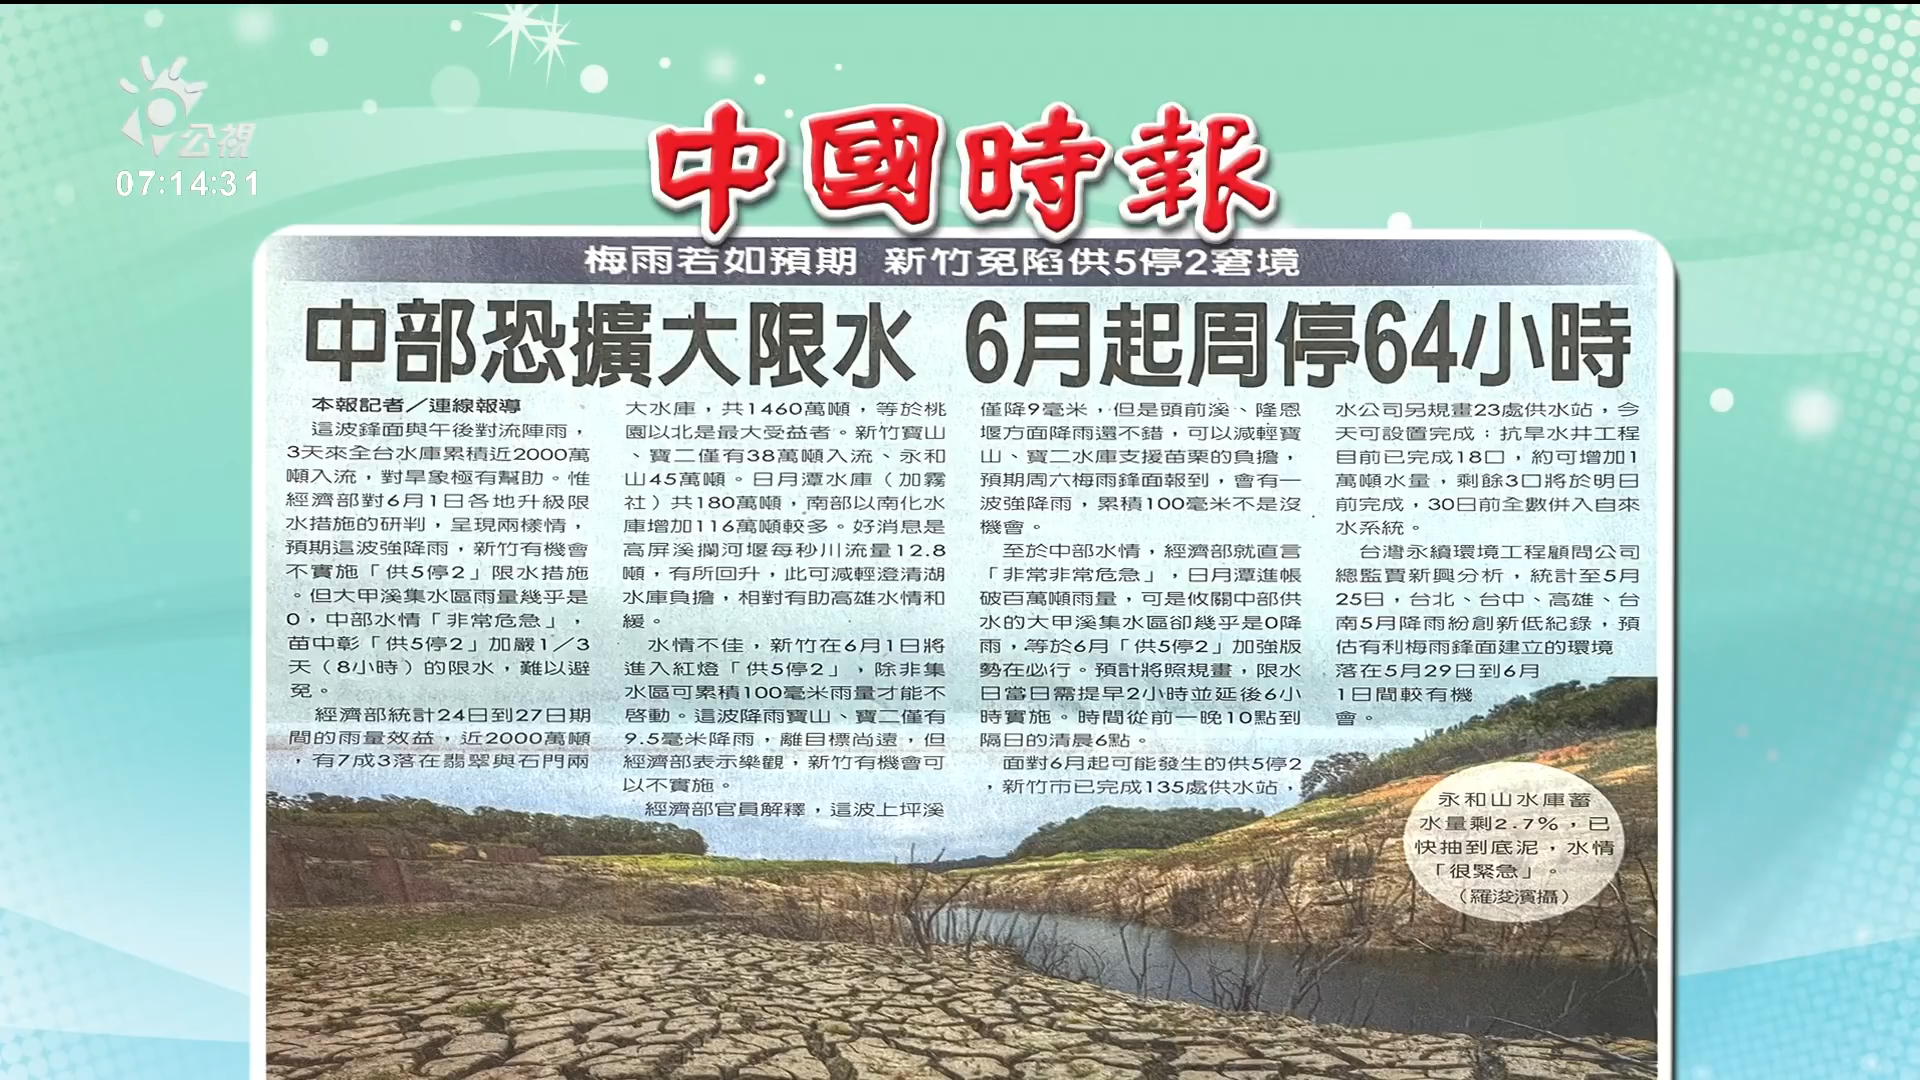 公視
07:14:31
中國時報
梅雨若如預期 新竹免陷供5停2窘境
中部恐擴大限水 6月起周停64小時
本報記者／連線報導
這波鋒面與午後對流陣雨，
3天來全台水庫累積近2000萬
噸入流，對旱象極有幫助。惟
經濟部對6月1日各地升級限
水措施的研判，呈現兩樣情，
預期這波強降雨，新竹有機會
不實施「供5停2」限水措施
。但大甲溪集水區雨量幾乎是
0，中部水情「非常危急」，
苗中彰「供5停2」加嚴1／3
天（8小時）的限水，難以避
免。
經濟部統計24日到27日期
間的雨量效益，近2000萬噸
，有7成3落在翡翠與石門兩
大水庫，共1460萬噸，等於桃
園以北是最大受益者。新竹寶山
、寶二僅有38萬噸入流、永和
山45萬噸。日月潭水庫（加霧
社）共180萬噸，南部以南化水
庫增加116萬噸較多。好消息是
高屏溪攔河堰每秒川流量12.8
噸，有所回升，此可減輕澄清湖
水庫負擔，相對有助高雄水情和
緩。
水情不佳，新竹在6月1日將
進入紅燈「供5停2」，除非集
水區可累積100毫米雨量才能不
啓動。這波降雨寶山、寶二僅有
9.5毫米降雨，離目標尚遠，但
經濟部表示樂觀，新竹有機會可
以不實施。
經濟部官員解釋，這波上坪溪
僅降9毫米，但是頭前溪、隆恩
堰方面降雨還不錯，可以減輕寶
山、寶二水庫支援苗栗的負擔，
預期周六梅雨鋒面報到，會有一
波強降雨，累積100毫米不是沒
機會。
至於中部水情，經濟部就直言
「非常非常危急」，日月潭進帳
破百萬噸雨量，可是攸關中部供
水的大甲溪集水區卻幾乎是0降
雨，等於6月「供5停2」加強版
勢在必行。預計將照規畫，限水
日當日需提早2小時並延後6小
時實施。時間從前一晚10點到
隔日的清晨6點。
面對6月起可能發生的供5停2
，新竹市已完成135處供水站，
水公司另規畫23處供水站，今
天可設置完成；抗旱水井工程
目前已完成18口，約可增加1
萬噸水量，剩餘3口將於明日
前完成，30日前全數併入自來
水系統。
台灣永續環境工程顧問公司
總監賈新興分析，統計至5月
25日，台北、台中、高雄、台
南5月降雨紛創新低紀錄，預
估有利梅雨鋒面建立的環境
落在5月29日到6月
1日間較有機
會。
永和山水庫蓄
水量剩2.7%，已
快抽到底泥，水情
「很緊急」。
（羅浚濱攝）